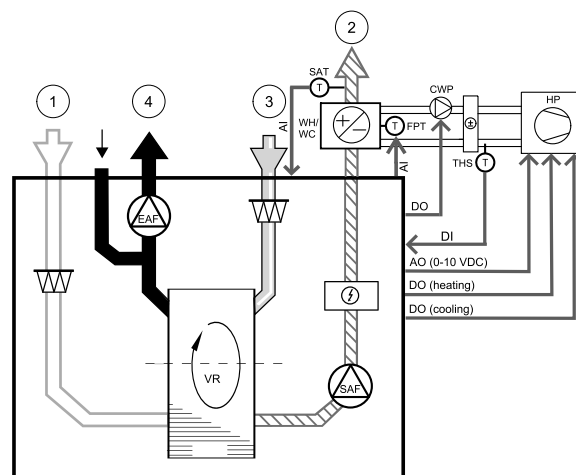 2
SAT
T
CWP
HP
1
4
3
AI
WH/
WC
T
FPT
THS
T
AI
EAF
DO
DI
AO (0-10 VDC)
DO (heating)
DO (cooling)
VR
SAF